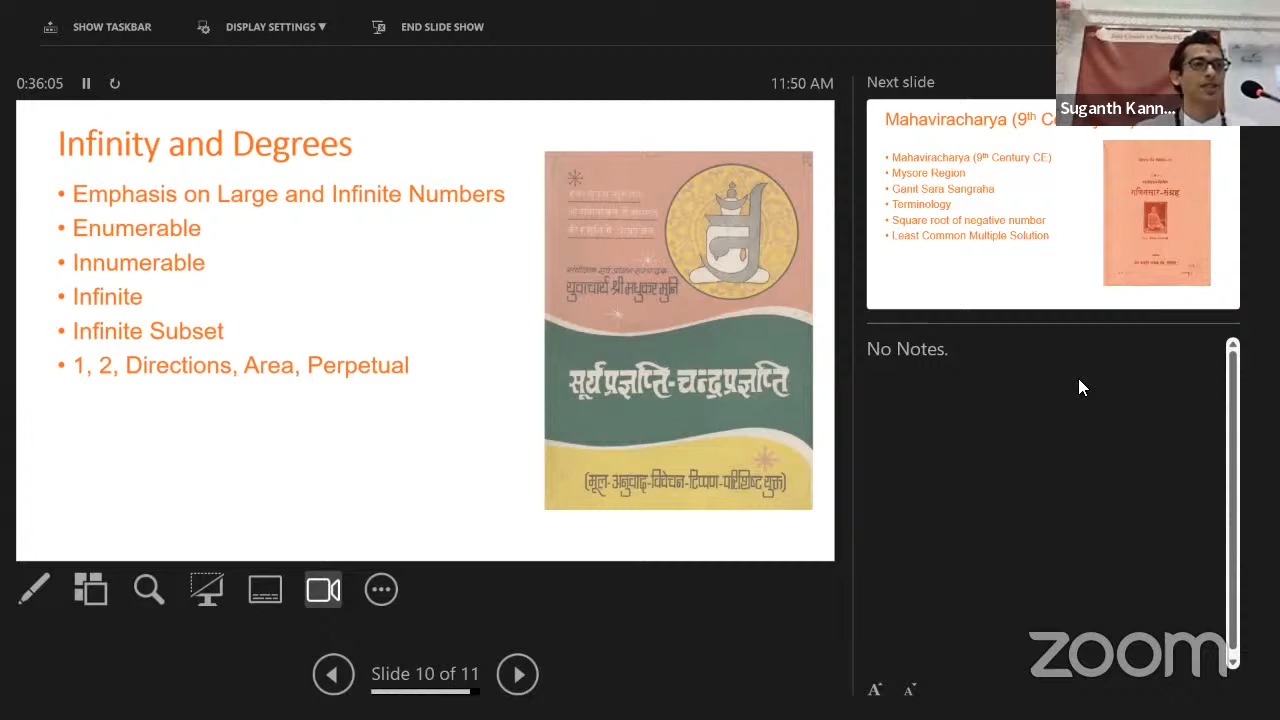 SHOW TASKBAR
DISPLAY SETTINGS ▼
END SLIDE SHOW
0:36:05
11:50 AM
Next slide
Infinity and Degrees
• Emphasis on Large and Infinite Numbers
• Enumerable
• Innumerable
• Infinite
• Infinite Subset
• 1, 2, Directions, Area, Perpetual
युवाचार्य श्री मधुकर मुनि
सूर्यप्रज्ञप्ति-चन्द्रप्रज्ञप्ति
(मूल-अनुवाद-विवेचन-टिप्पण-परिशिष्ट युक्त)
Suganth Kann...
Mahaviracharya (9th
• Mahaviracharya (9th Century CE)
• Mysore Region
• Ganit Sara Sangraha
• Terminology
• Square root of negative number
• Least Common Multiple Solution
गणितसार-संग्रह
No Notes.
Slide 10 of 11
A A
zoom